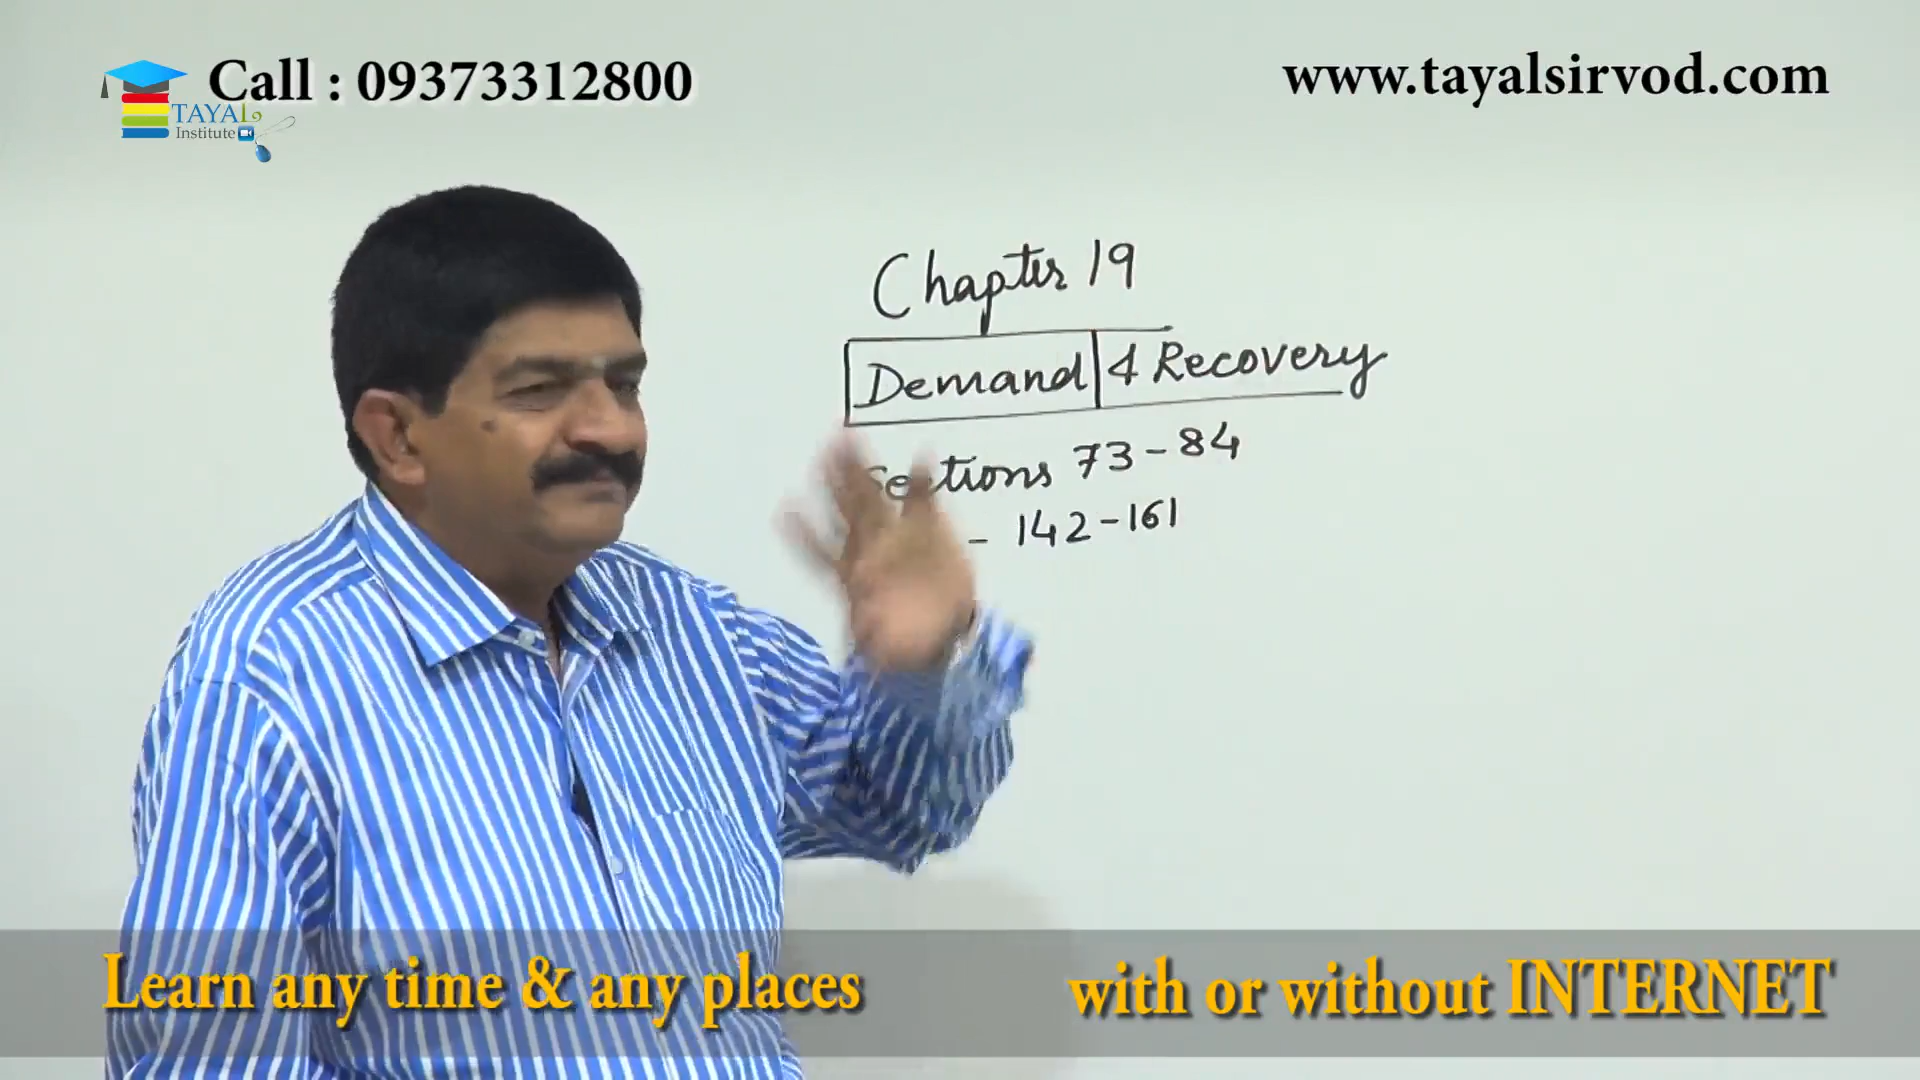 Call : 09373312800
www.tayalsirvod.com
TAYAL
Institute
Chapter 19
Demand & Recovery
Sections 73-84
- 142-161
Learn any time & any places
with or without INTERNET